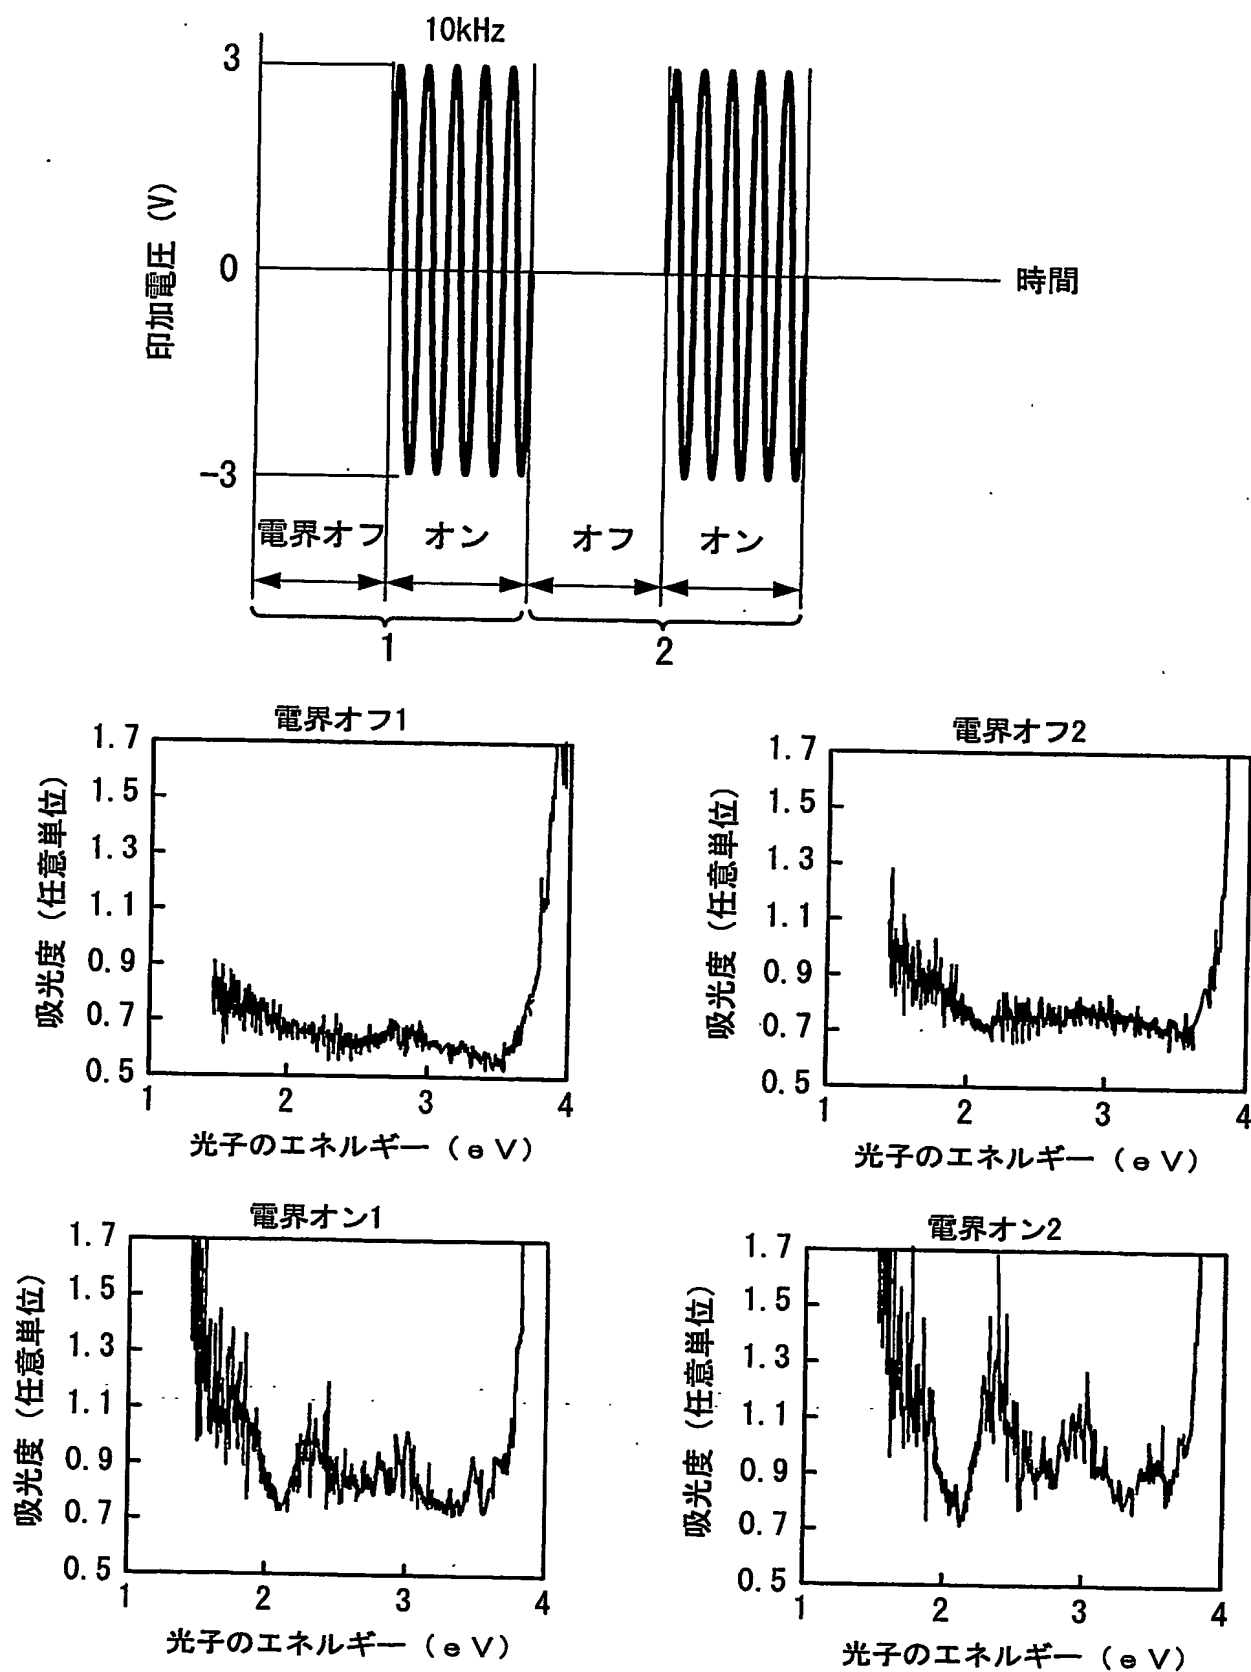 10kHz
3
0
-3
印加電圧 (V)
時間
電界オフ オン オフ オン
1 2
電界オフ1
1.7
1.5
1.3
1.1
0.9
0.7
0.5
吸光度 (任意単位)
1 2 3 4
光子のエネルギー (eV)
電界オフ2
1.7
1.5
1.3
1.1
0.9
0.7
0.5
吸光度 (任意単位)
1 2 3 4
光子のエネルギー (eV)
電界オン1
1.7
1.5
1.3
1.1
0.9
0.7
0.5
吸光度 (任意単位)
1 2 3 4
光子のエネルギー (eV)
電界オン2
1.7
1.5
1.3
1.1
0.9
0.7
0.5
吸光度 (任意単位)
1 2 3 4
光子のエネルギー (eV)